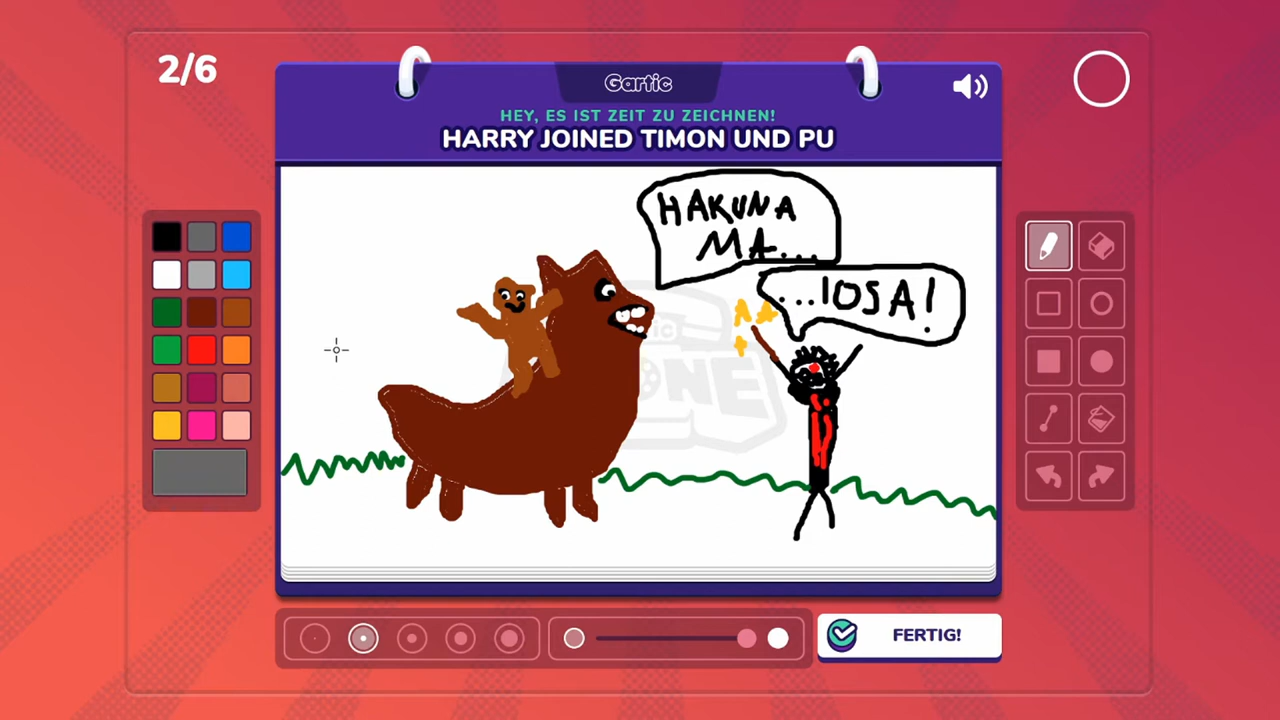 2/6
Gartic
HEY, ES IST ZEIT ZU ZEICHNEN!
HARRY JOINED TIMON UND PU
HAKUNA
MA...
...IOSA!
FERTIG!